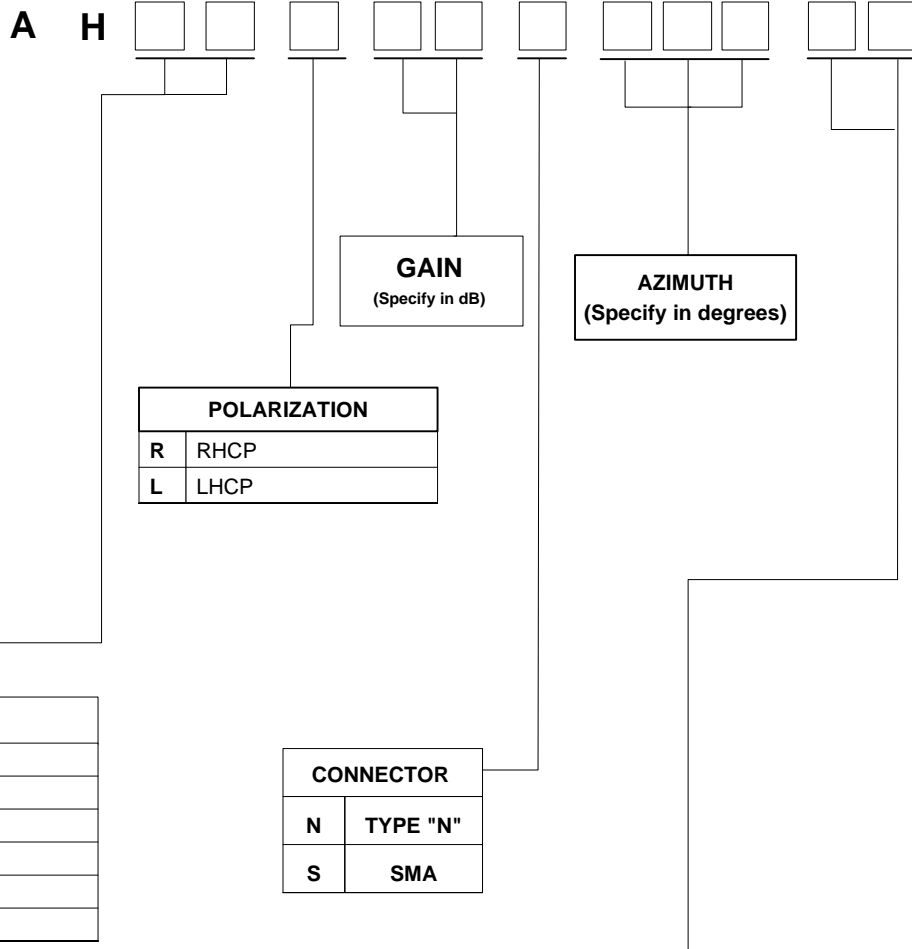 A H
GAIN
(Specify in dB)
AZIMUTH
(Specify in degrees)
POLARIZATION
R RHCP
L LHCP
CONNECTOR
N TYPE "N"
S SMA